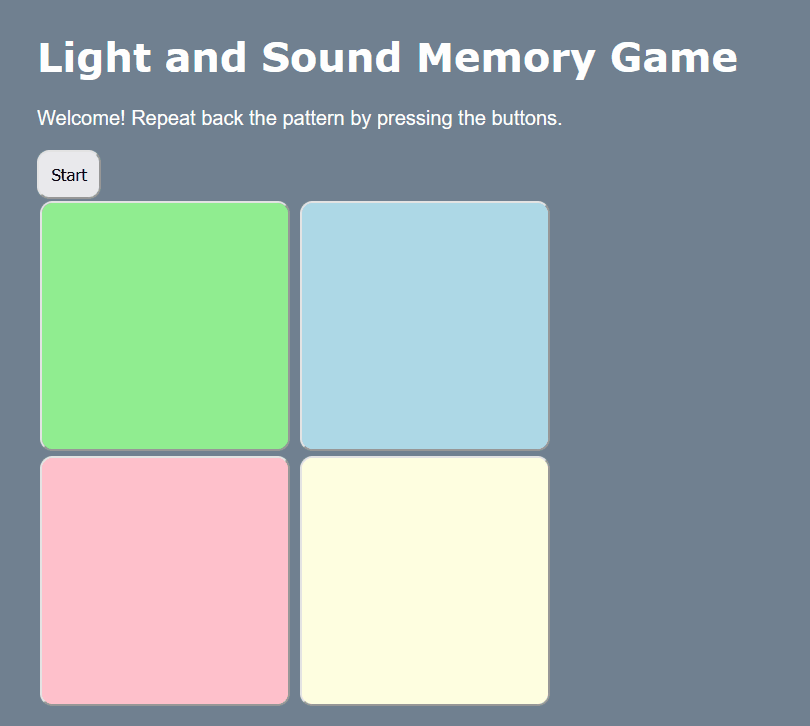 Light and Sound Memory Game
Welcome! Repeat back the pattern by pressing the buttons.
Start